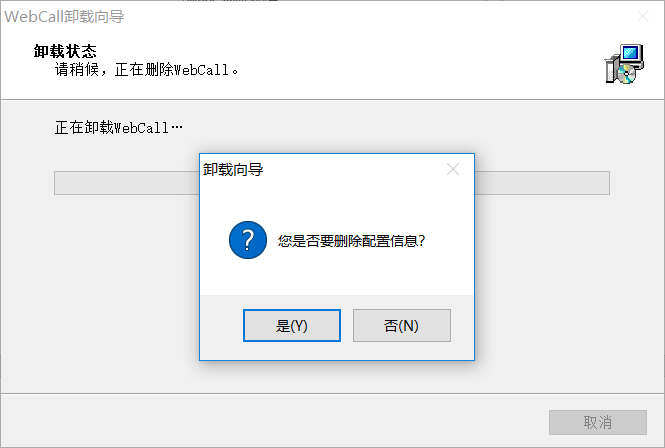 WebCall卸载向导
卸载状态
请稍候，正在删除WebCall。
正在卸载WebCall…
卸载向导
您是否要删除配置信息?
是(Y)
否(N)
取消